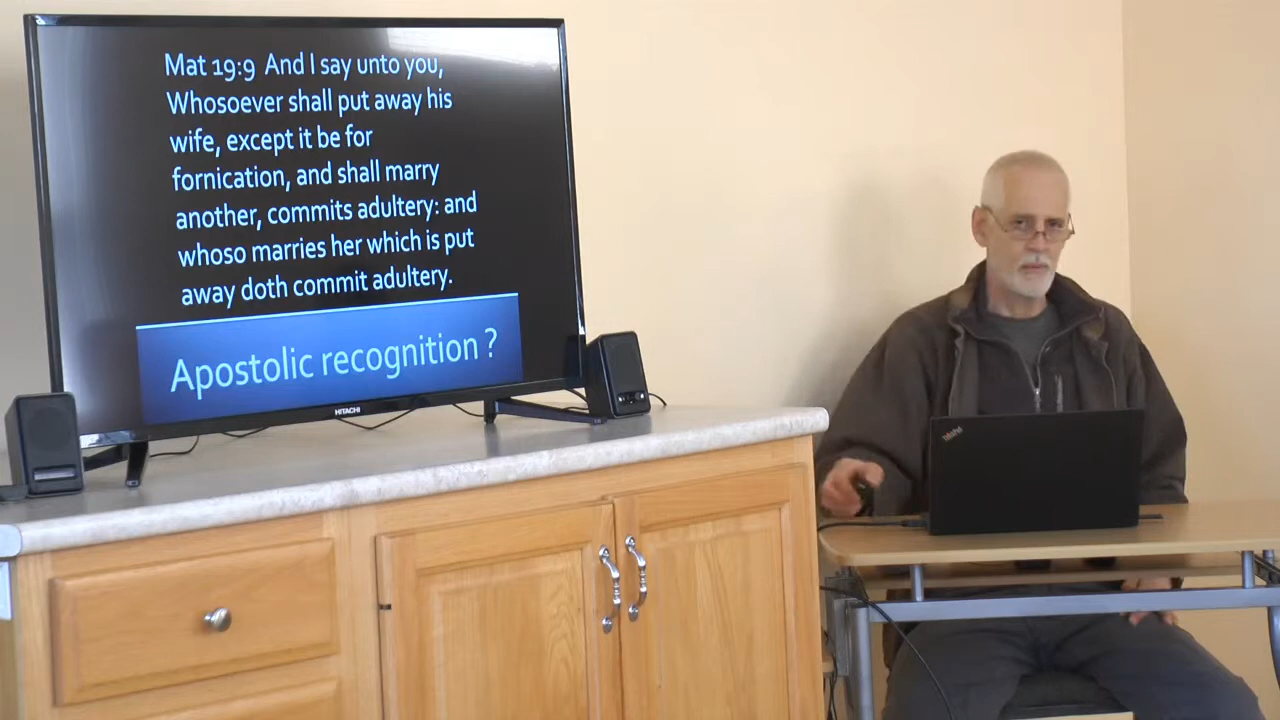 Mat 19:9 And I say unto you,
Whosoever shall put away his
wife, except it be for
fornication, and shall marry
another, commits adultery: and
whoso marries her which is put
away doth commit adultery.
Apostolic recognition ?
HITACHI
ThinkPad